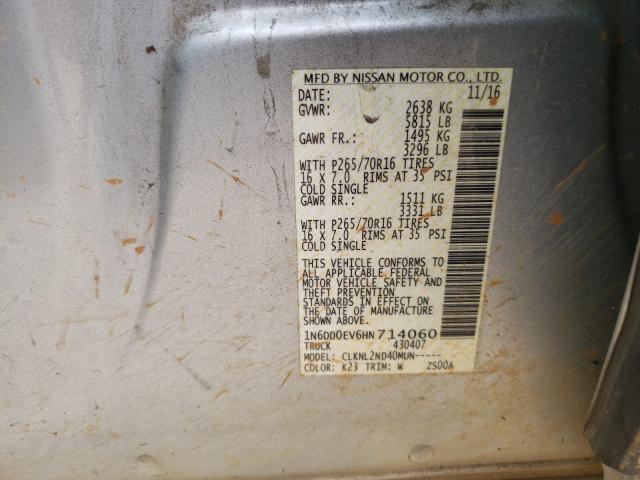 MFD BY NISSAN MOTOR CO., LTD.
DATE: 11/16
GVWR: 2638 KG
5815 LB
GAWR FR.: 1495 KG
3296 LB
WITH P265/70R16 TIRES
16 X 7.0 RIMS AT 35 PSI
COLD SINGLE
GAWR RR.: 1511 KG
3331 LB
WITH P265/70R16 TIRES
16 X 7.0 RIMS AT 35 PSI
COLD SINGLE
THIS VEHICLE CONFORMS TO
ALL APPLICABLE FEDERAL
MOTOR VEHICLE SAFETY AND
THEFT PREVENTION
STANDARDS IN EFFECT ON
THE DATE OF MANUFACTURE
SHOWN ABOVE.
1N6DD0EV6HN714060
TRUCK 430407
MODEL: CLKNL2ND40MUN-----
COLOR: K23 TRIM: W ZS00A